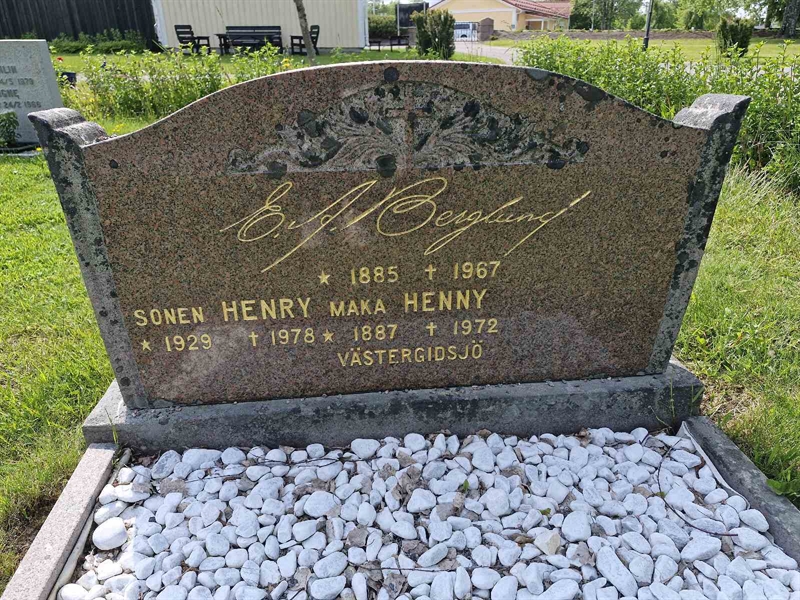 E. A. Berglund
★ 1885 ✝ 1967
SONEN HENRY MAKA HENNY
★ 1929 ✝ 1978 ★ 1887 ✝ 1972
VÄSTERGIDSJÖ